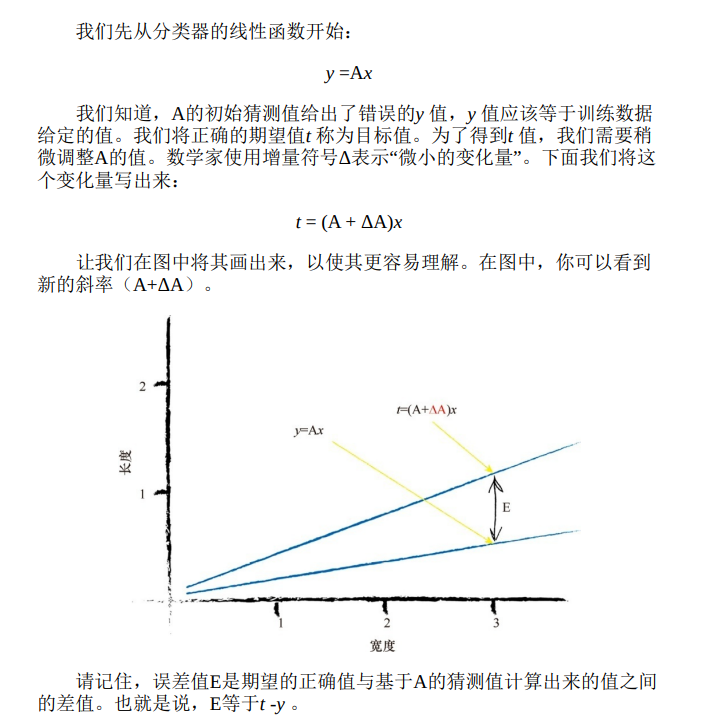 我们先从分类器的线性函数开始：
y =Ax
我们知道，A的初始猜测值给出了错误的y 值，y 值应该等于训练数据
给定的值。我们将正确的期望值t 称为目标值。为了得到t 值，我们需要稍
微调整A的值。数学家使用增量符号Δ表示“微小的变化量”。下面我们将这
个变化量写出来：
t = (A + ΔA)x
让我们在图中将其画出来，以使其更容易理解。在图中，你可以看到
新的斜率（A+ΔA）。
2
t=(A+ΔA)x
y=Ax
长度
1
E
1
2
3
宽度
请记住，误差值E是期望的正确值与基于A的猜测值计算出来的值之间
的差值。也就是说，E等于t -y 。